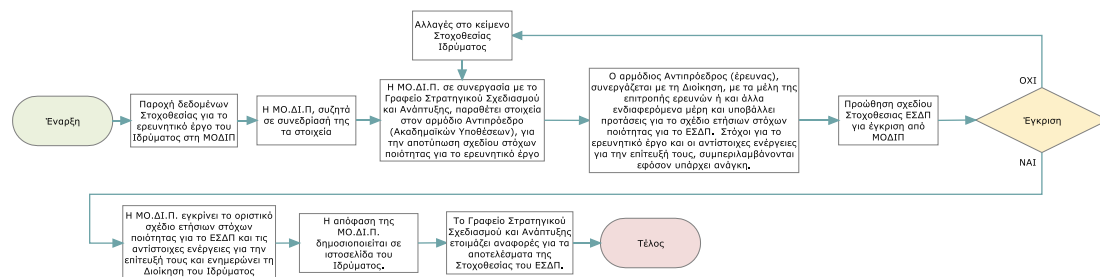 Αλλαγές στο κείμενο
Στοχοθεσίας
Ιδρύματος
ΟΧΙ
Έναρξη
Παροχή δεδομένων
Στοχοθεσίας για το
ερευνητικό έργο του
Ιδρύματος στη ΜΟΔΙΠ
Η ΜΟ.ΔΙ.Π, συζητά
σε συνεδρίασή της
τα στοιχεία
Η ΜΟ.ΔΙ.Π. σε συνεργασία με το
Γραφείο Στρατηγικού Σχεδιασμού
και Ανάπτυξης, παραθέτει στοιχεία
στον αρμόδιο Αντιπρόεδρο
(Ακαδημαϊκών Υποθέσεων), για
την αποτύπωση σχεδίου στόχων
ποιότητας για το ερευνητικό έργο
Ο αρμόδιος Αντιπρόεδρος (έρευνας),
συνεργάζεται με τη Διοίκηση, με τα μέλη της
επιτροπής ερευνών ή και άλλα
ενδιαφερόμενα μέρη και υποβάλλει
προτάσεις για το σχέδιο ετήσιων στόχων
ποιότητας για το ΕΣΔΠ. Στόχοι για το
ερευνητικό έργο και οι αντίστοιχες ενέργειες
για την επίτευξή τους, συμπεριλαμβάνονται
εφόσον υπάρχει ανάγκη.
Προώθηση σχεδίου
Στοχοθεσιας ΕΣΔΠ
για έγκριση από
ΜΟΔΙΠ
Έγκριση
ΝΑΙ
Η ΜΟ.ΔΙ.Π. εγκρίνει το οριστικό
σχέδιο ετήσιων στόχων
ποιότητας για το ΕΣΔΠ και τις
αντίστοιχες ενέργειες για την
επίτευξή τους και ενημερώνει τη
Διοίκηση του Ιδρύματος
Η απόφαση της
ΜΟ.ΔΙ.Π.
δημοσιοποιείται σε
ιστοσελίδα του
Ιδρύματος.
Το Γραφείο Στρατηγικού
Σχεδιασμού και Ανάπτυξης
ετοιμάζει αναφορές για τα
αποτελέσματα της
Στοχοθεσίας του ΕΣΔΠ.
Τέλος